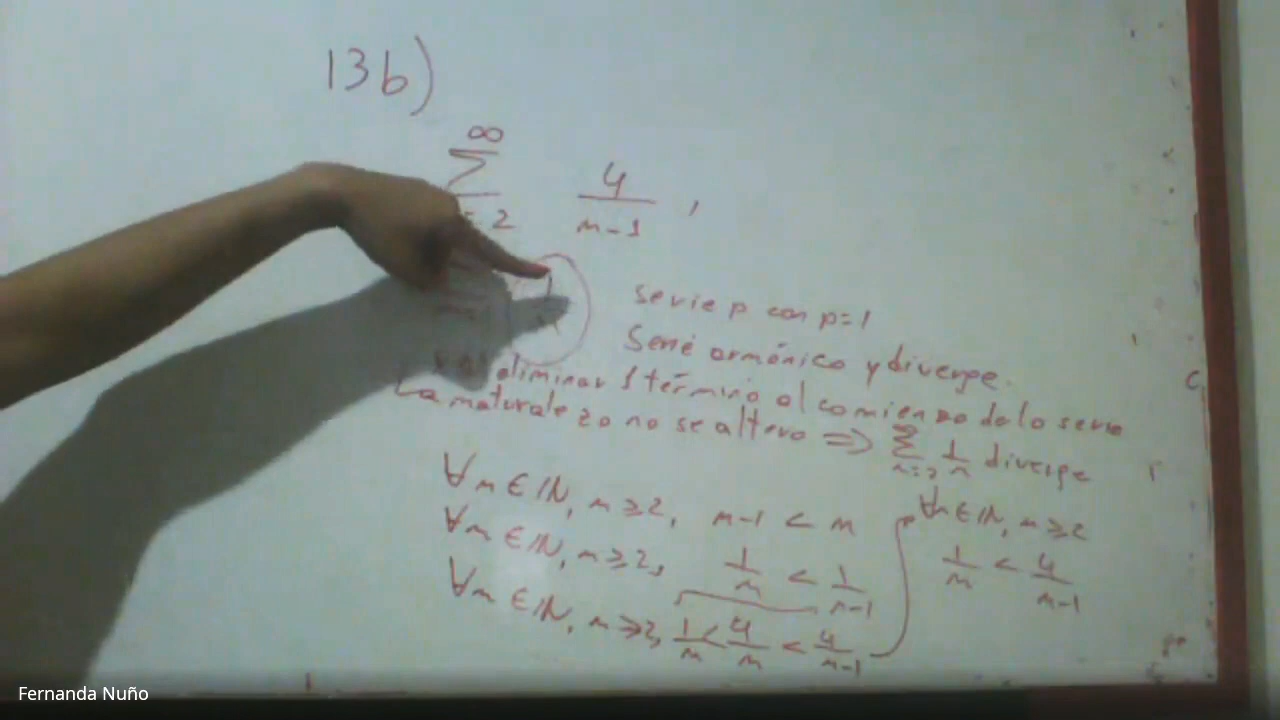 13b)
∞
∑ 4/n-1 ,
= 2
1
serie p con p=1
Serie armónica y diverge.
eliminar 1 término al comienzo de la serie
La naturaleza no se altera ⇒ ∑ 1/n diverge
∞
n=2
∀n∈ℕ, n≥2, n-1 < n
∀n∈ℕ, n≥2, 1/n < 1/n-1
∀n∈ℕ, n≥2, 1/n < 4/n < 4/n-1
∀n∈ℕ, n≥2
1/n < 4/n-1
Fernanda Nuño